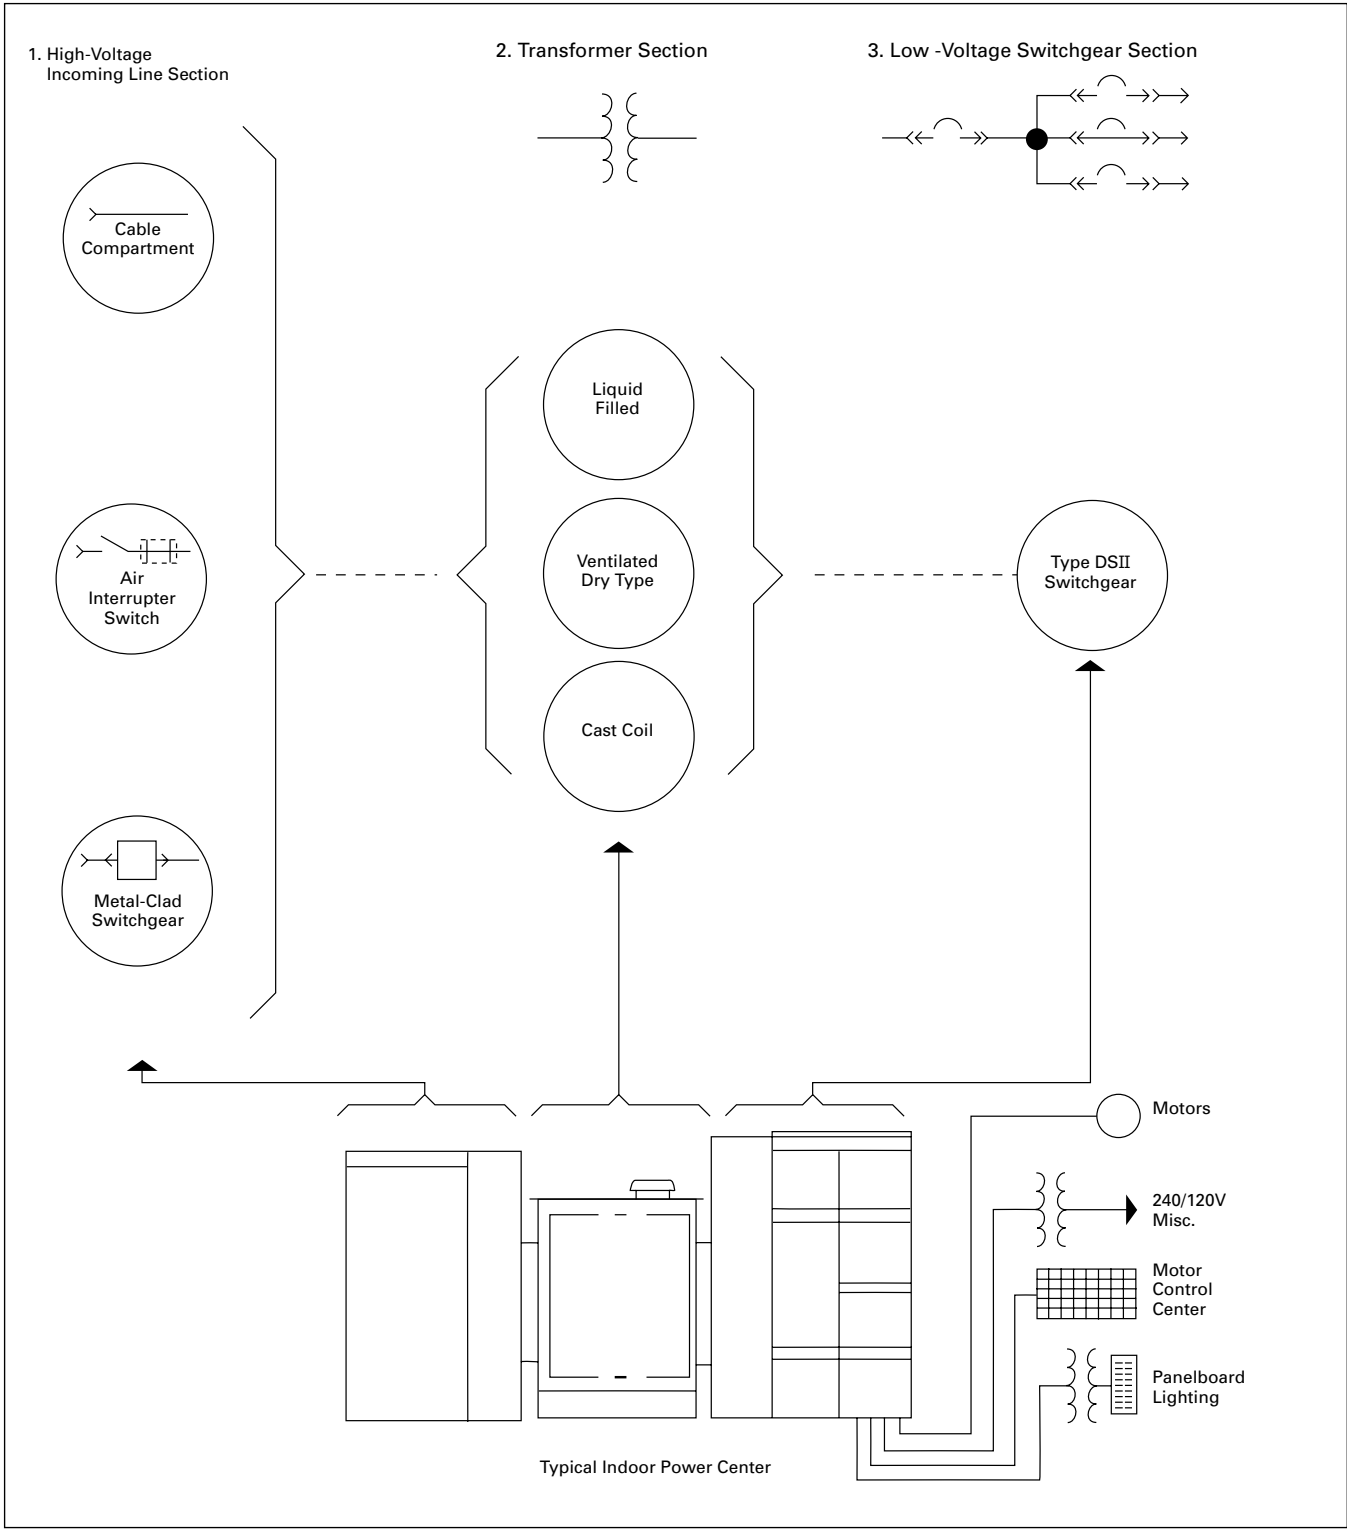 1. High-Voltage
Incoming Line Section
2. Transformer Section
3. Low -Voltage Switchgear Section
Cable
Compartment
Liquid
Filled
Air
Interrupter
Switch
Ventilated
Dry Type
Type DSII
Switchgear
Cast Coil
Metal-Clad
Switchgear
Motors
240/120V
Misc.
Motor
Control
Center
Panelboard
Lighting
Typical Indoor Power Center